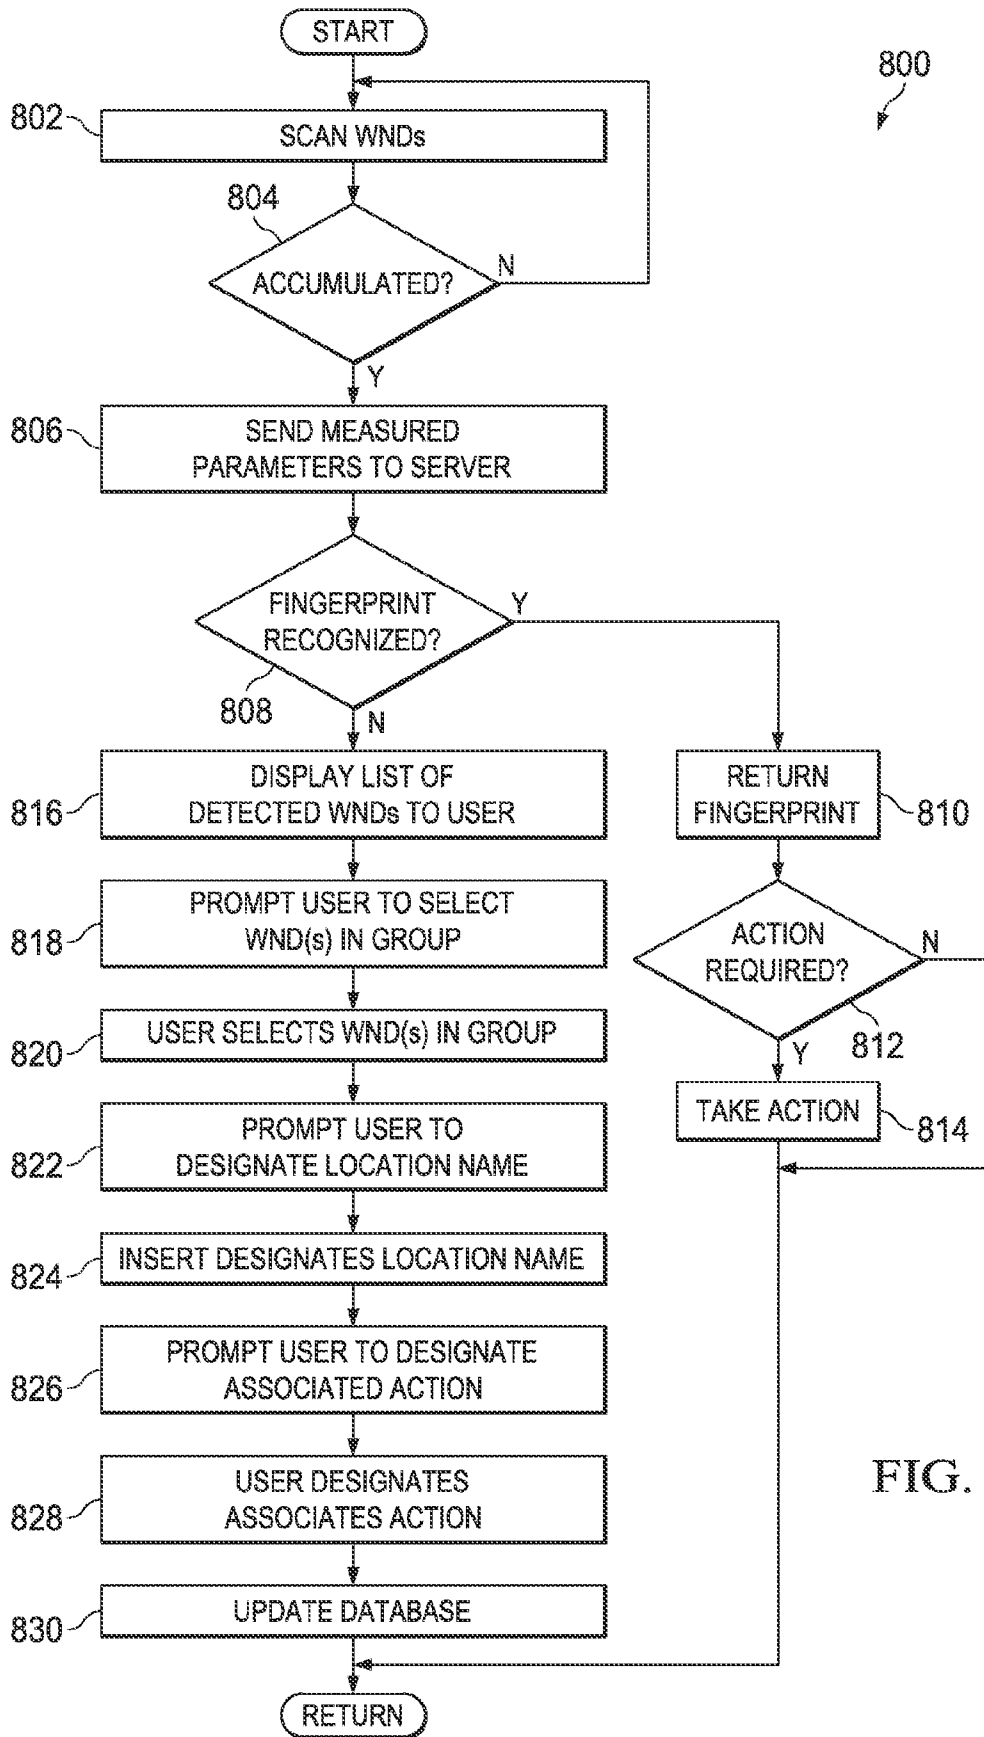 START
800
802
SCAN WNDs
804
ACCUMULATED?
N
Y
806
SEND MEASURED
PARAMETERS TO SERVER
FINGERPRINT
RECOGNIZED?
Y
808
N
816
DISPLAY LIST OF
DETECTED WNDs TO USER
RETURN
FINGERPRINT
810
818
PROMPT USER TO SELECT
WND(s) IN GROUP
ACTION
REQUIRED?
N
812
Y
820
USER SELECTS WND(s) IN GROUP
TAKE ACTION
814
822
PROMPT USER TO
DESIGNATE LOCATION NAME
824
INSERT DESIGNATES LOCATION NAME
826
PROMPT USER TO DESIGNATE
ASSOCIATED ACTION
828
USER DESIGNATES
ASSOCIATES ACTION
FIG.
830
UPDATE DATABASE
RETURN